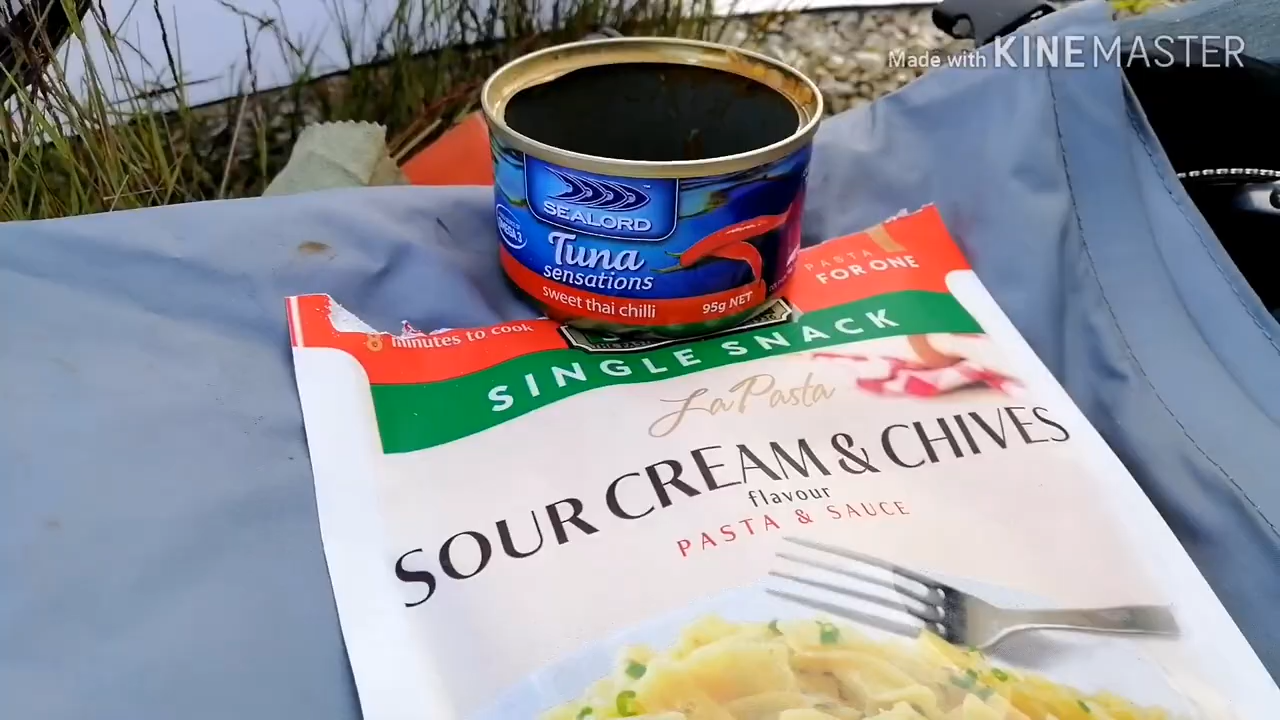 Made with KINEMASTER
SEALORD
OMEGA 3
Tuna
sensations
sweet thai chilli
95g NET
PASTA
FOR ONE
8 minutes to cook
SINGLE SNACK
La Pasta
SOUR CREAM & CHIVES
flavour
PASTA & SAUCE